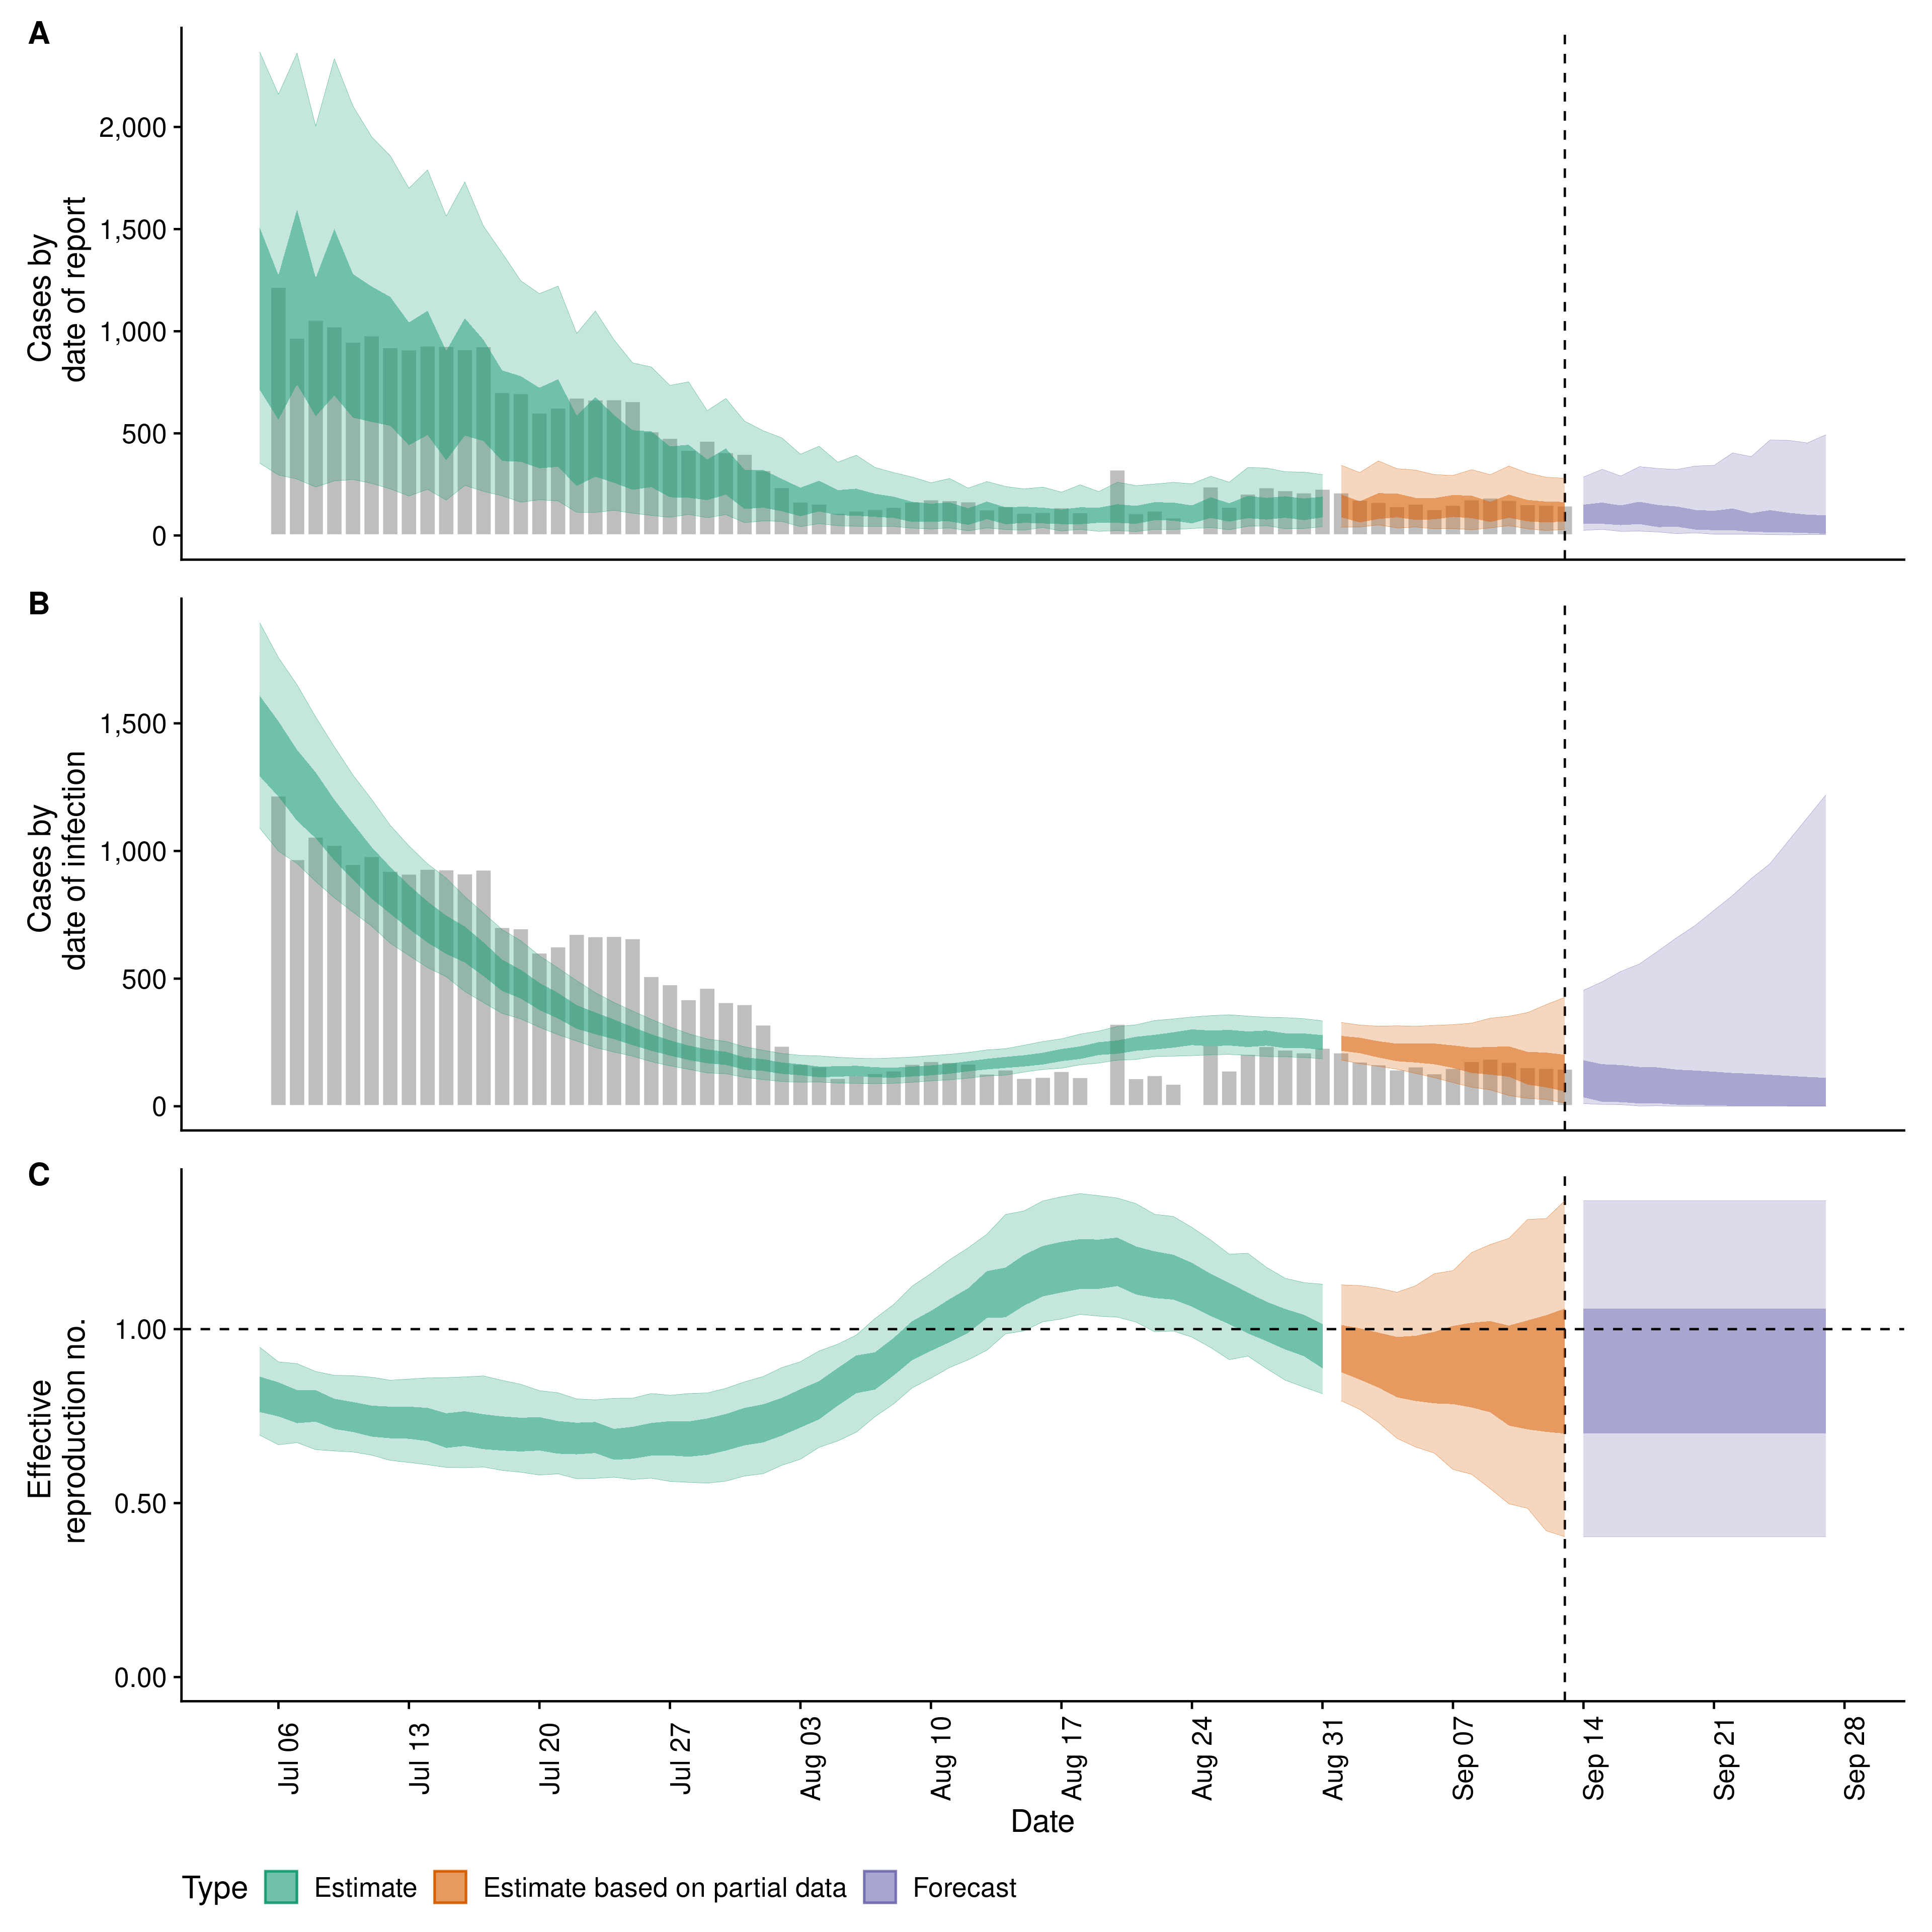 A
Cases by
date of report
2,000
1,500
1,000
500
0
B
Cases by
date of infection
1,500
1,000
500
0
C
Effective
reproduction no.
1.00
0.50
0.00
Jul 06
Jul 13
Jul 20
Jul 27
Aug 03
Aug 10
Aug 17
Aug 24
Aug 31
Sep 07
Sep 14
Sep 21
Sep 28
Date
Type Estimate Estimate based on partial data Forecast